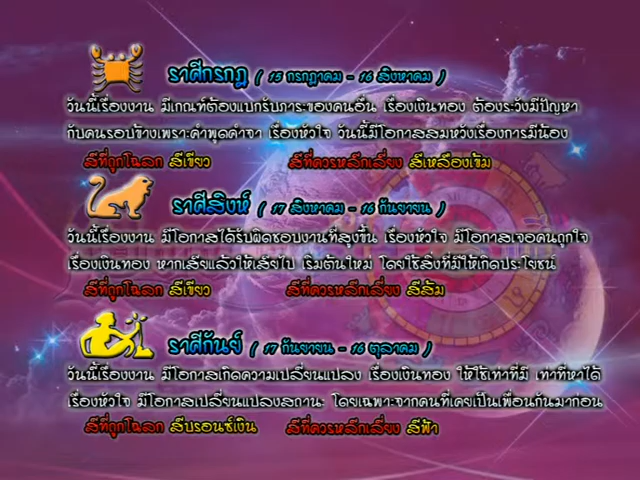 ราศีกรกฎ ( 15 กรกฎาคม - 16 สิงหาคม )
วันนี้เรื่องงาน มีเกณฑ์ต้องแบกรับภาระของคนอื่น เรื่องเงินทอง ต้องระวังมีปัญหา
กับคนรอบข้างเพราะคำพูดคำจา เรื่องหัวใจ วันนี้มีโอกาสสมหวังเรื่องการมีน้อง
สีที่ถูกโฉลก สีเขียว สีที่ควรหลีกเลี่ยง สีเหลืองเข้ม
ราศีสิงห์ ( 17 สิงหาคม - 16 กันยายน )
วันนี้เรื่องงาน มีโอกาสได้รับผิดชอบงานที่สูงขึ้น เรื่องหัวใจ มีโอกาสเจอคนถูกใจ
เรื่องเงินทอง หากเสียแล้วให้เสียไป เริ่มต้นใหม่ โดยใช้สิ่งที่มีให้เกิดประโยชน์
สีที่ถูกโฉลก สีเขียว สีที่ควรหลีกเลี่ยง สีส้ม
ราศีกันย์ ( 17 กันยายน - 16 ตุลาคม )
วันนี้เรื่องงาน มีโอกาสเกิดความเปลี่ยนแปลง เรื่องเงินทอง ให้ใช้เท่าที่มี เท่าที่หาได้
เรื่องหัวใจ มีโอกาสเปลี่ยนแปลงสถานะ โดยเฉพาะจากคนที่เคยเป็นเพื่อนกันมาก่อน
สีที่ถูกโฉลก สีบรอนซ์เงิน สีที่ควรหลีกเลี่ยง สีฟ้า